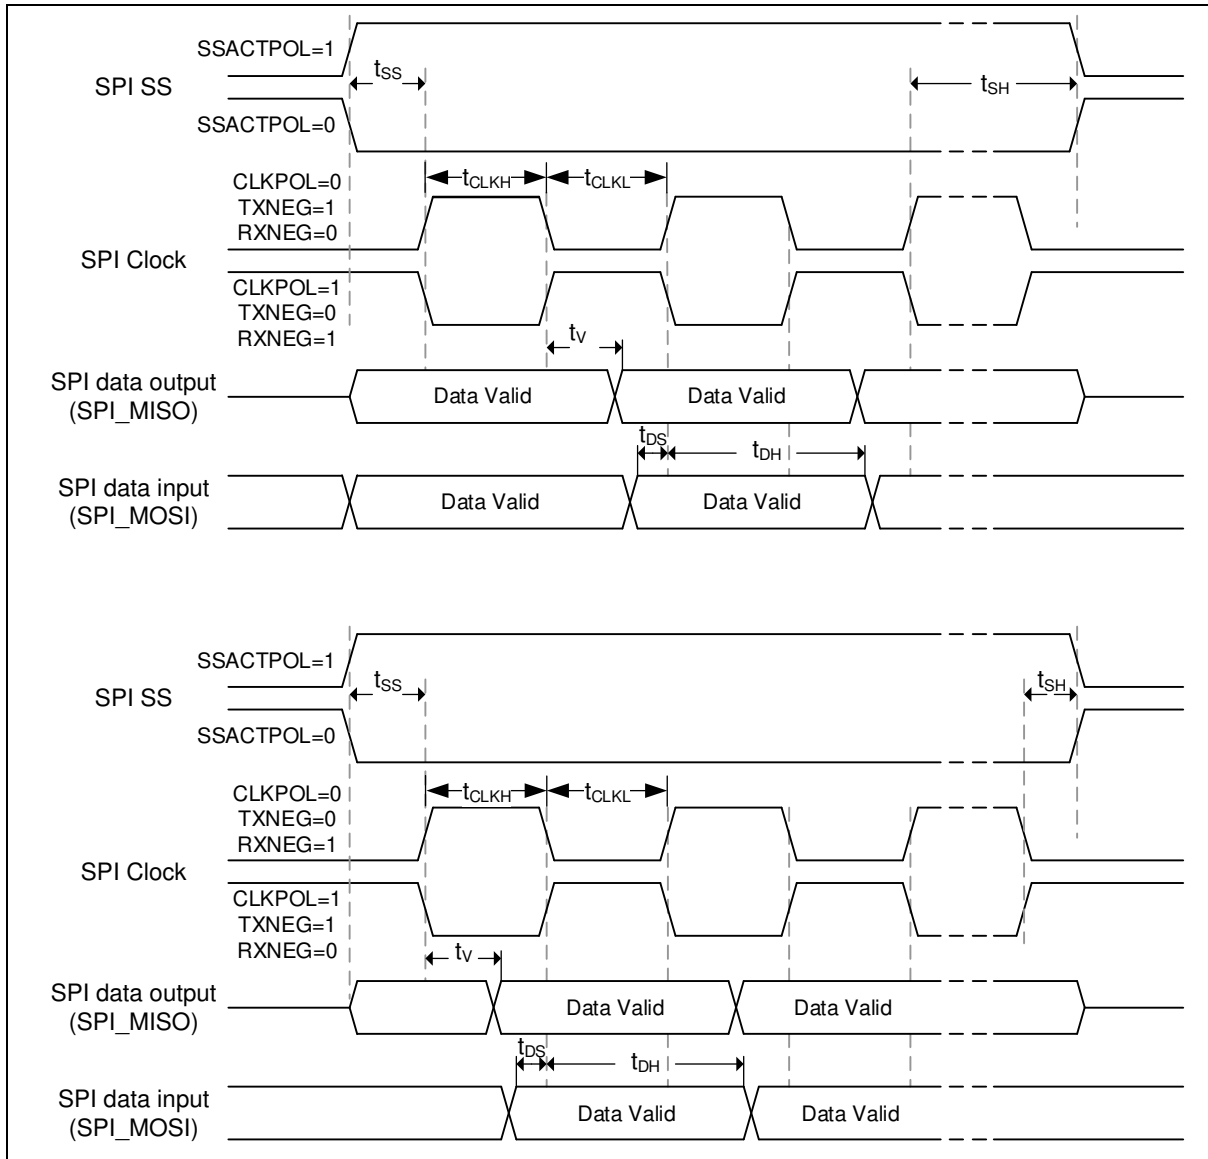 SSACTPOL=1
SPI SS
tSS
tSH
SSACTPOL=0
CLKPOL=0
TXNEG=1
RXNEG=0
tCLKH
tCLKL
SPI Clock
CLKPOL=1
TXNEG=0
RXNEG=1
tV
SPI data output
(SPI_MISO)
Data Valid
Data Valid
tDS
tDH
SPI data input
(SPI_MOSI)
Data Valid
Data Valid
SSACTPOL=1
SPI SS
tSS
tSH
SSACTPOL=0
CLKPOL=0
TXNEG=0
RXNEG=1
tCLKH
tCLKL
SPI Clock
CLKPOL=1
TXNEG=1
RXNEG=0
tV
SPI data output
(SPI_MISO)
Data Valid
Data Valid
tDS
tDH
SPI data input
(SPI_MOSI)
Data Valid
Data Valid